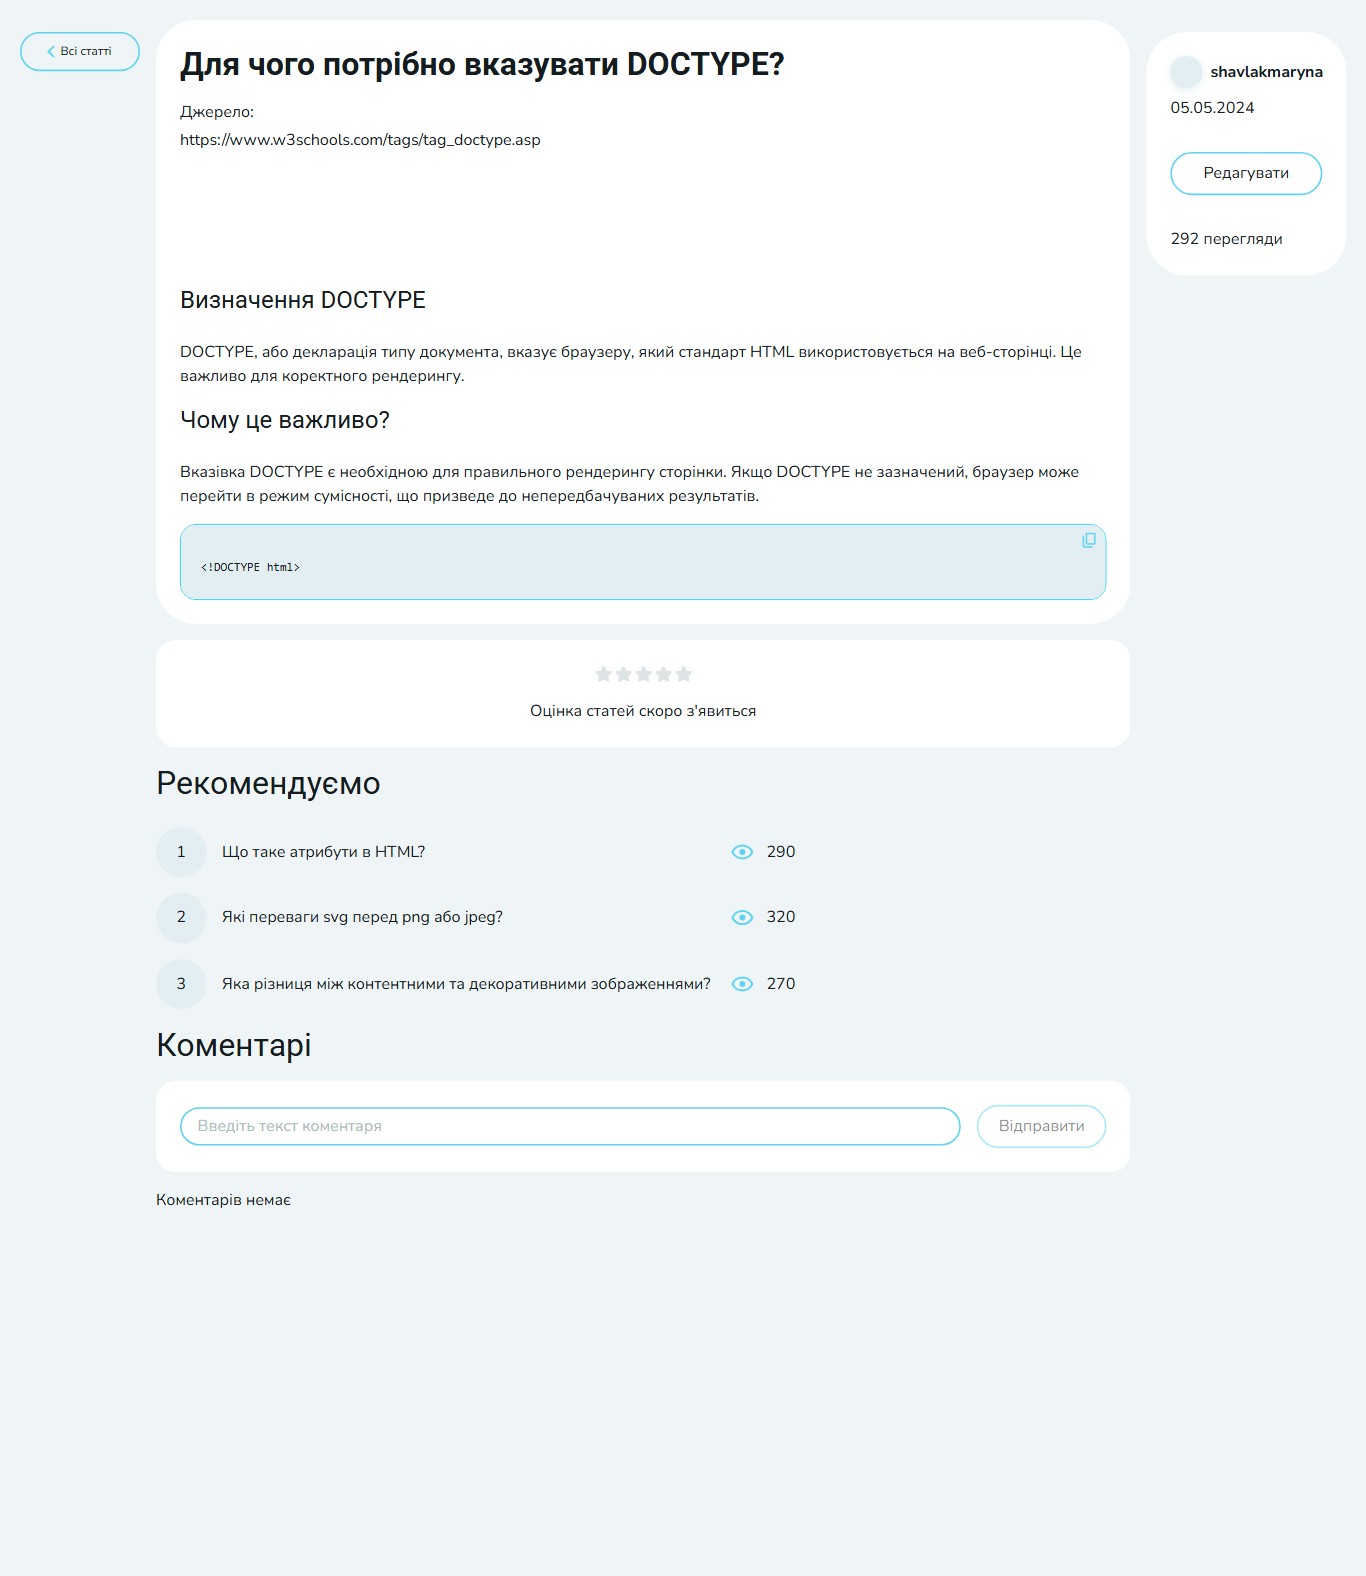 Всі статті
Для чого потрібно вказувати DOCTYPE?
Джерело:
https://www.w3schools.com/tags/tag_doctype.asp
Визначення DOCTYPE
DOCTYPE, або декларація типу документа, вказує браузеру, який стандарт HTML використовується на веб-сторінці. Це
важливо для коректного рендерингу.
Чому це важливо?
Вказівка DOCTYPE є необхідною для правильного рендерингу сторінки. Якщо DOCTYPE не зазначений, браузер може
перейти в режим сумісності, що призведе до непередбачуваних результатів.
<!DOCTYPE html>
Оцінка статей скоро з'явиться
Рекомендуємо
1 Що таке атрибути в HTML? 290
2 Які переваги svg перед png або jpeg? 320
3 Яка різниця між контентними та декоративними зображеннями? 270
Коментарі
Введіть текст коментаря Відправити
Коментарів немає
shavlakmaryna
05.05.2024
Редагувати
292 перегляди